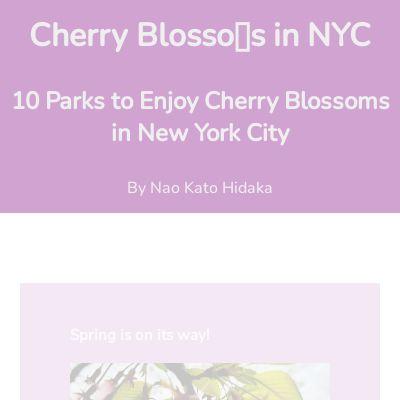 Cherry Blosso▯s in NYC
10 Parks to Enjoy Cherry Blossoms
in New York City
By Nao Kato Hidaka
Spring is on its way!